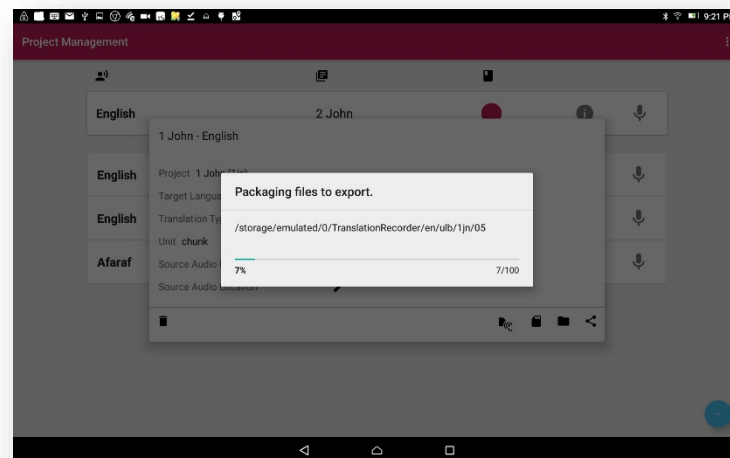 9:21 P
Project Management
English 2 John
1 John - English
English
Project 1 John (1jn)
Packaging files to export.
Target Langua
English
Translation Ty
/storage/emulated/0/TranslationRecorder/en/ulb/1jn/05
Unit chunk
Afaraf
Source Audio
7% 7/100
Source Audio Location